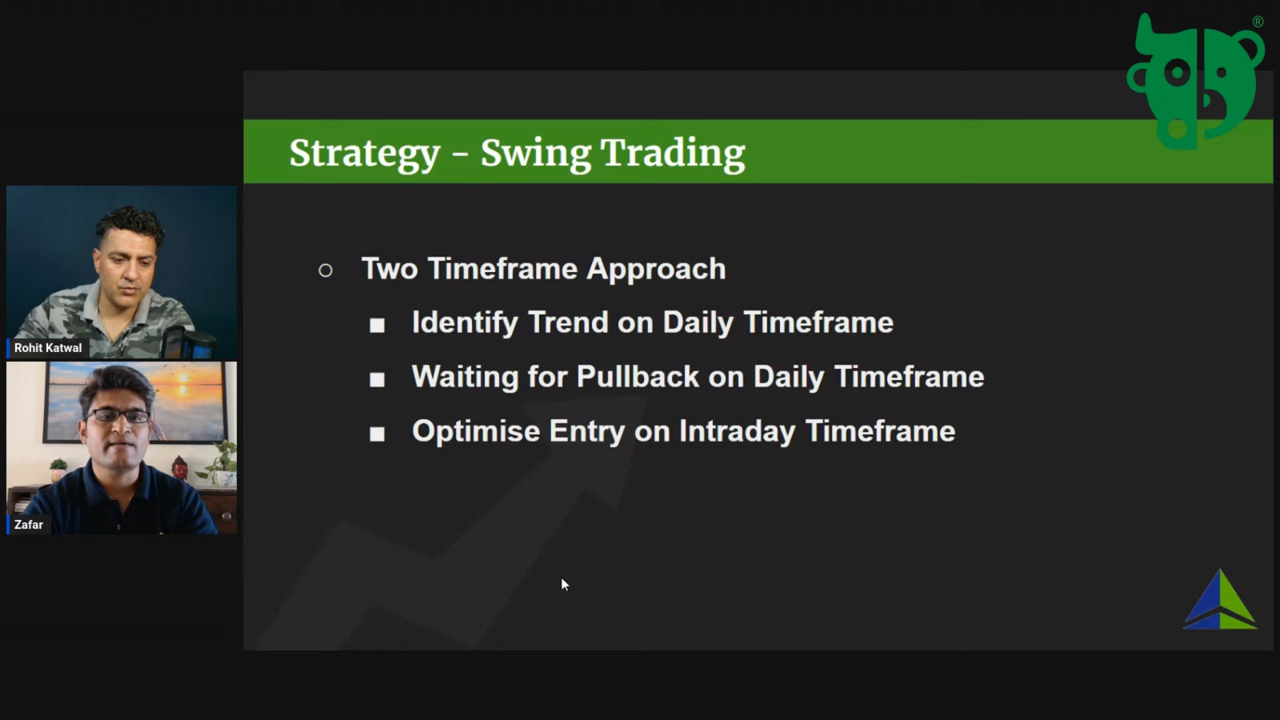 ®
Strategy - Swing Trading
Two Timeframe Approach
Identify Trend on Daily Timeframe
Waiting for Pullback on Daily Timeframe
Optimise Entry on Intraday Timeframe
Rohit Katwal
Zafar